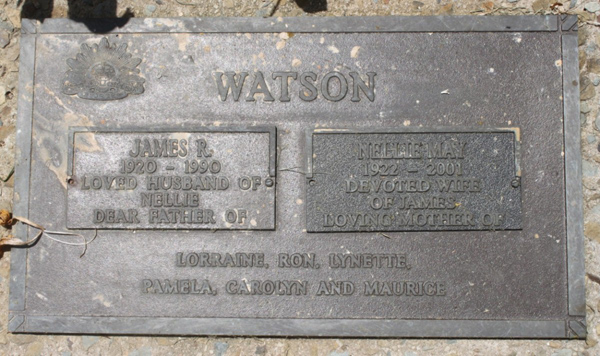 WATSON
JAMES R.
1920 - 1990
LOVED HUSBAND OF
NELLIE
DEAR FATHER OF
NELLIE MAY
1922 - 2001
DEVOTED WIFE
OF JAMES
LOVING MOTHER OF
LORRAINE, RON, LYNETTE,
PAMELA, CAROLYN AND MAURICE